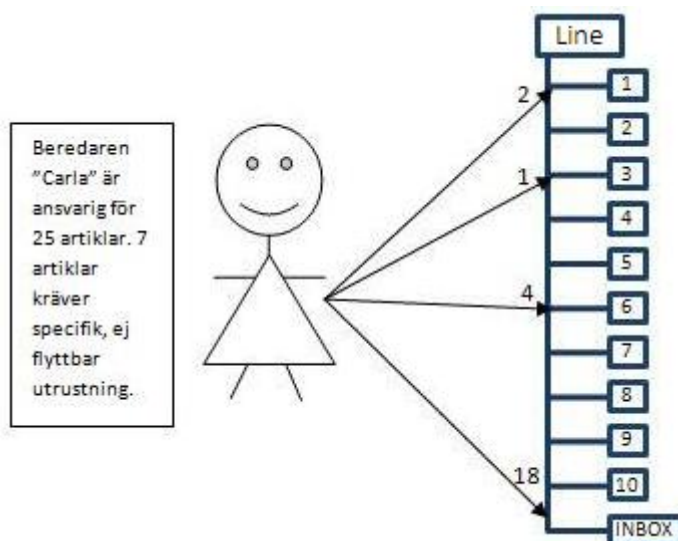 Line
Beredaren
"Carla" är
ansvarig för
25 artiklar. 7
artiklar
kräver
specifik, ej
flyttbar
utrustning.
2
1
4
18
1
2
3
4
5
6
7
8
9
10
INBOX